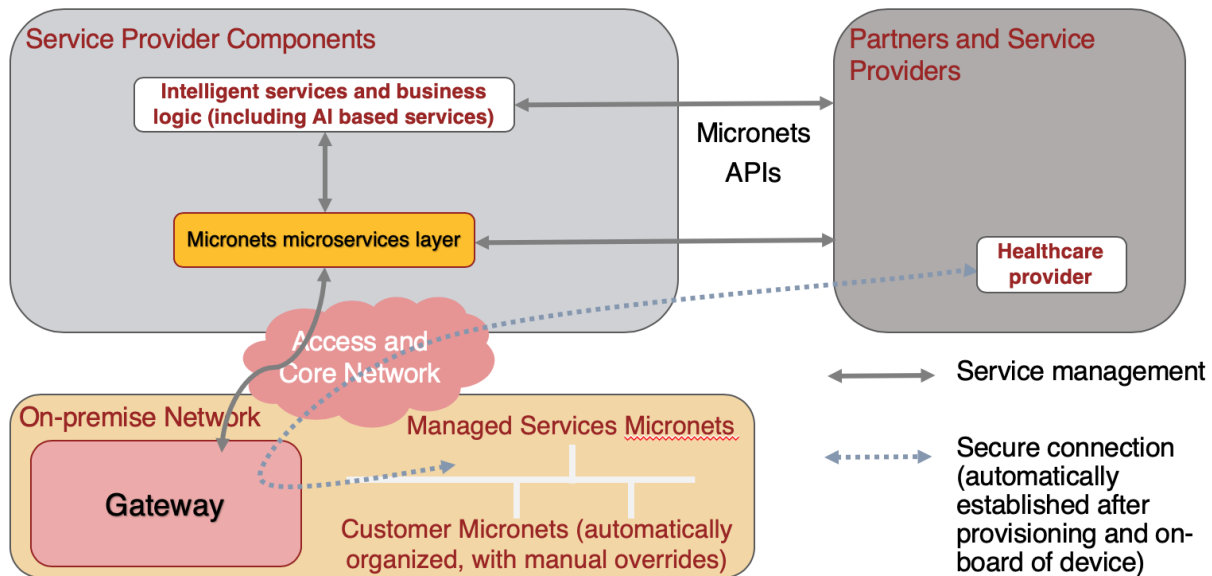 Service Provider Components
Intelligent services and business
logic (including AI based services)
Micronets microservices layer
Micronets
APIs
Partners and Service
Providers
Healthcare
provider
Access and
Core Network
On-premise Network
Gateway
Managed Services Micronets
Customer Micronets (automatically
organized, with manual overrides)
Service management
Secure connection
(automatically
established after
provisioning and on-
board of device)